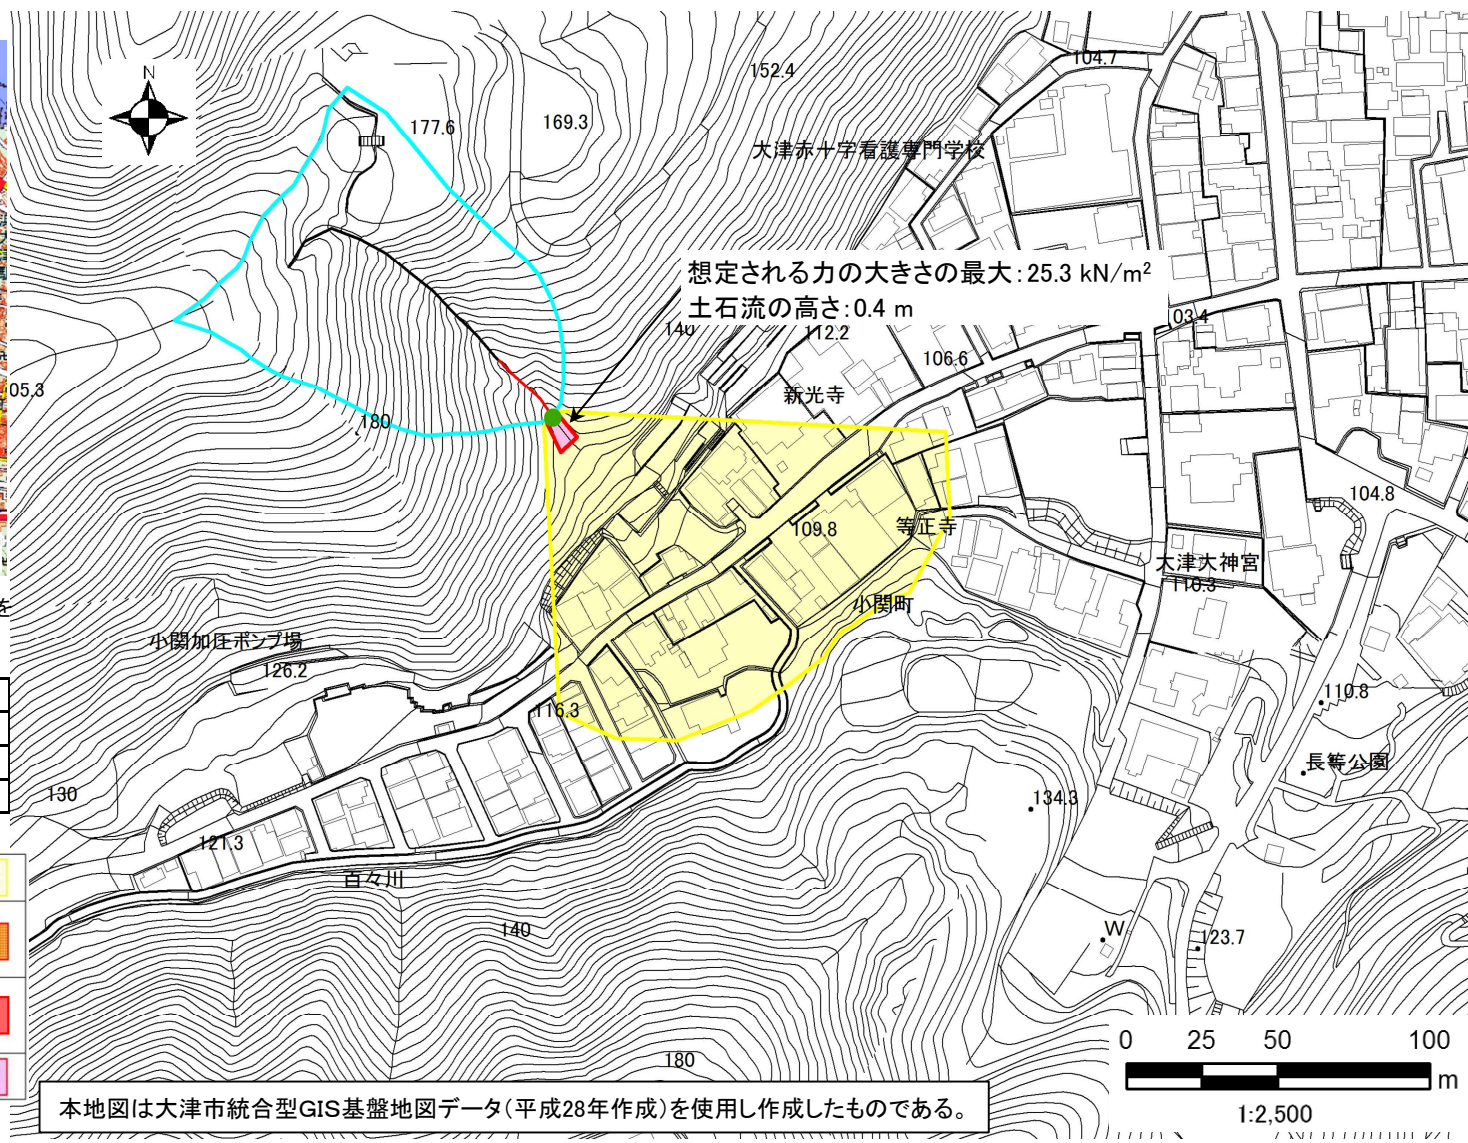 N
152.4
104.7
177.6
169.3
大津赤十字看護専門学校
想定される力の大きさの最大:25.3 kN/m²
土石流の高さ:0.4 m
140
112.2
03.4
106.6
05.3
新光寺
180
104.8
109.8
等正寺
大津大神宮
110.3
小関町
小関加圧ポンプ場
126.2
116.3
110.8
長等公園
130
134.3
121.3
百々川
140
W
123.7
180
0 25 50 100
m
1:2,500
本地図は大津市統合型GIS基盤地図データ(平成28年作成)を使用し作成したものである。